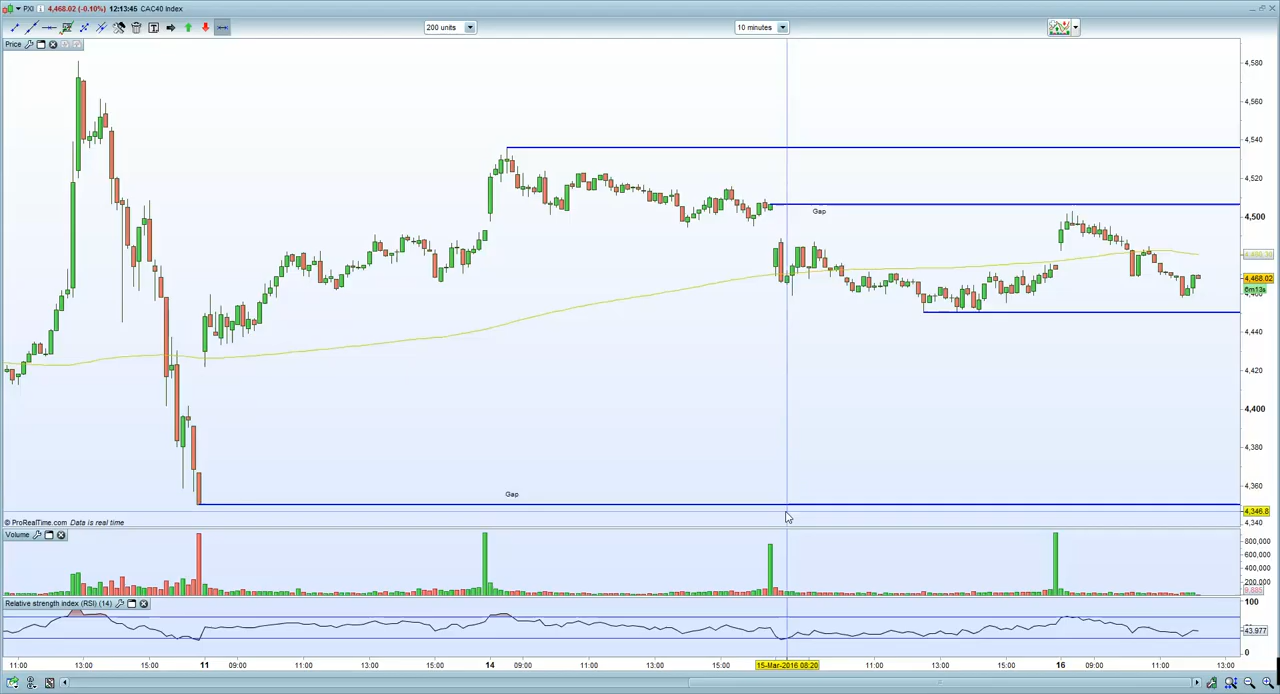 PXI 4,468.02 (-0.10%) 12:13:45 CAC40 Index
200 units 10 minutes
Price
4,580
4,560
4,540
4,520
Gap
4,500
4,468.02
6m13s
4,440
4,420
4,400
4,380
4,360
Gap
4,346.8
© ProRealTime.com Data is real time
4,340
Volume
800,000
600,000
400,000
200,000
Relative strength index (RSI) (14)
100
43.977
0
11:00 13:00 15:00 11 09:00 11:00 13:00 15:00 14 09:00 11:00 13:00 15:00 15-Mar-2016 08:20 11:00 13:00 15:00 16 09:00 11:00 13:00